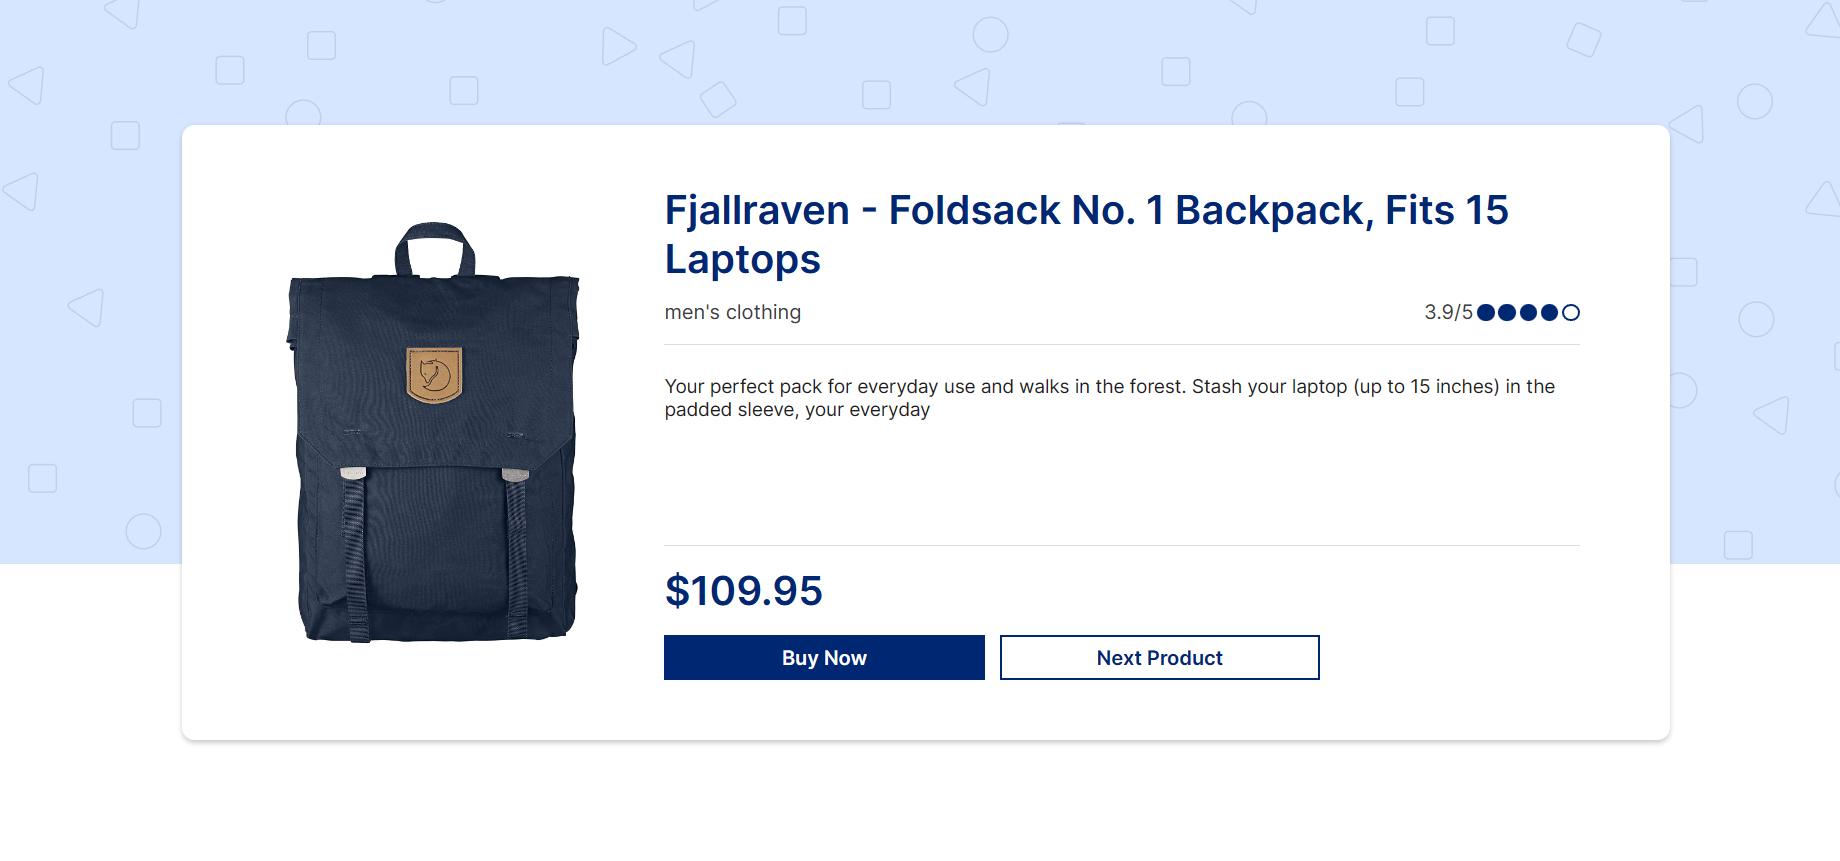 Fjallraven - Foldsack No. 1 Backpack, Fits 15
Laptops
men's clothing
3.9/5
Your perfect pack for everyday use and walks in the forest. Stash your laptop (up to 15 inches) in the
padded sleeve, your everyday
$109.95
Buy Now
Next Product